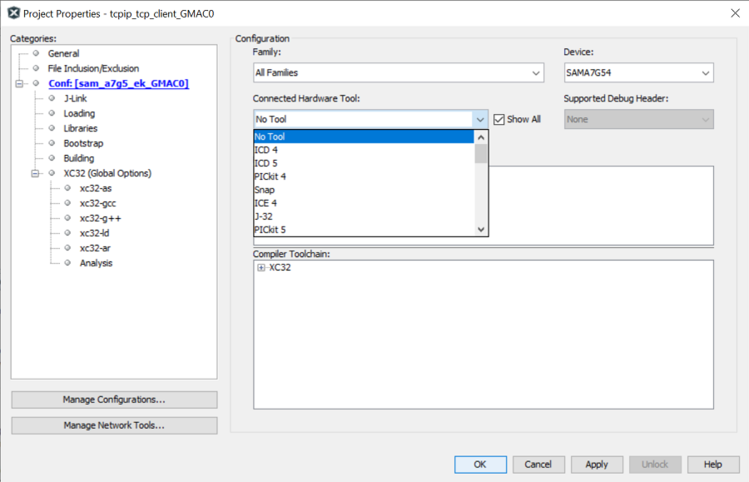 Project Properties - tcpip_tcp_client_GMAC0
Categories:
General
File Inclusion/Exclusion
Conf: [sam_a7g5_ek_GMAC0]
J-Link
Loading
Libraries
Bootstrap
Building
XC32 (Global Options)
xc32-as
xc32-gcc
xc32-g++
xc32-ld
xc32-ar
Analysis
Manage Configurations...
Manage Network Tools...
Configuration
Family:
Device:
All Families
SAMA7G54
Connected Hardware Tool:
Supported Debug Header:
No Tool
Show All
None
No Tool
ICD 4
ICD 5
PICkit 4
Snap
ICE 4
J-32
PICkit 5
Compiler Toolchain:
XC32
OK
Cancel
Apply
Unlock
Help